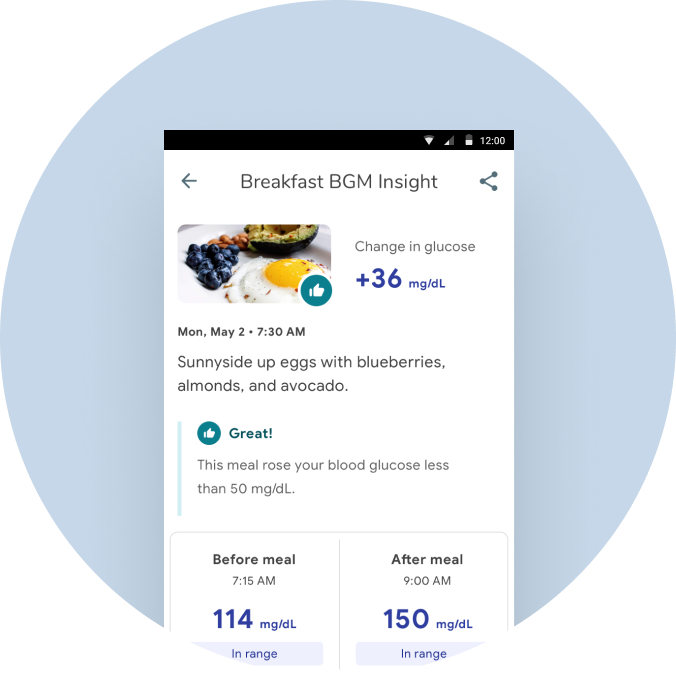 12:00
Breakfast BGM Insight
Change in glucose
+36 mg/dL
Mon, May 2 • 7:30 AM
Sunnyside up eggs with blueberries,
almonds, and avocado.
Great!
This meal rose your blood glucose less
than 50 mg/dL.
Before meal
7:15 AM
114 mg/dL
In range
After meal
9:00 AM
150 mg/dL
In range